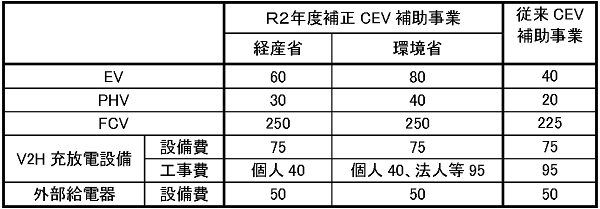 R2年度補正 CEV 補助事業 従来 CEV
補助事業
経産省 環境省
EV 60 80 40
PHV 30 40 20
FCV 250 250 225
V2H 充放電設備 設備費 75 75 75
工事費 個人 40 個人 40、法人等 95 95
外部給電器 設備費 50 50 50